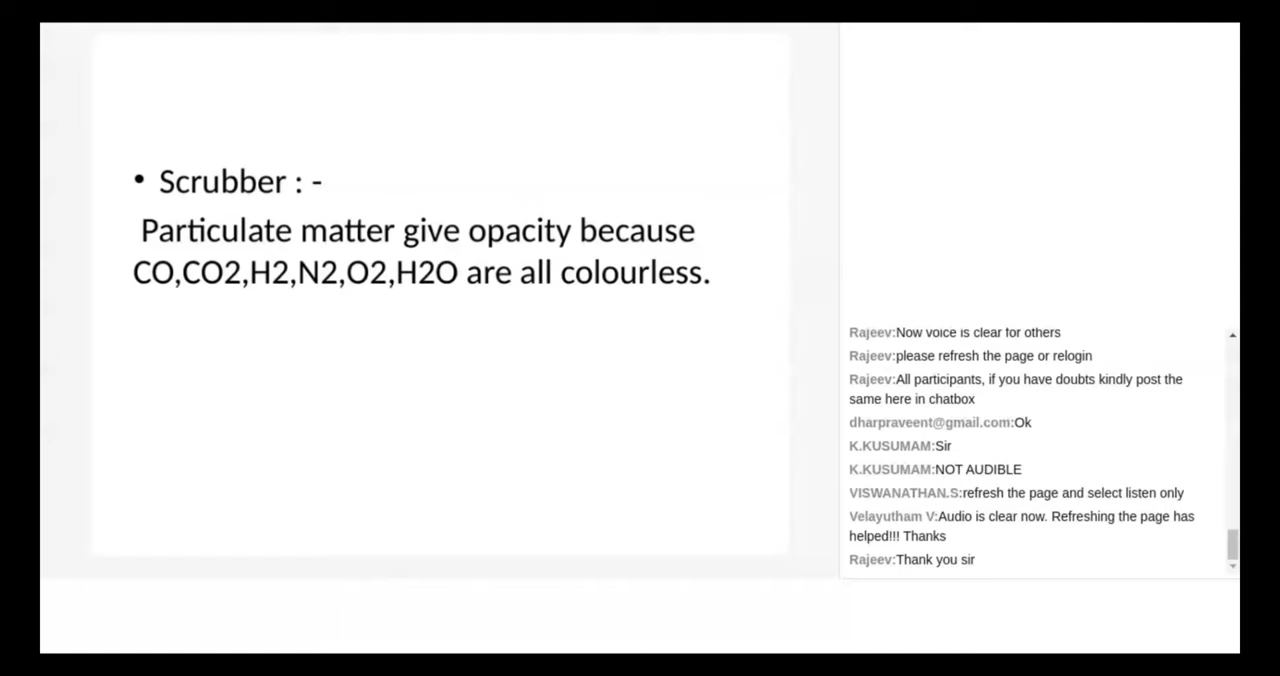 • Scrubber : -
Particulate matter give opacity because
CO,CO2,H2,N2,O2,H2O are all colourless.
Rajeev:Now voice is clear for others
Rajeev:please refresh the page or relogin
Rajeev:All participants, if you have doubts kindly post the
same here in chatbox
dharpraveent@gmail.com:Ok
K.KUSUMAM:Sir
K.KUSUMAM:NOT AUDIBLE
VISWANATHAN.S:refresh the page and select listen only
Velayutham V:Audio is clear now. Refreshing the page has
helped!!! Thanks
Rajeev:Thank you sir